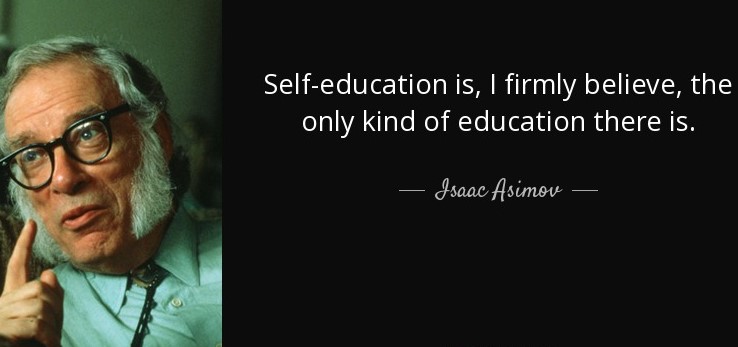 Self-education is, I firmly believe, the
only kind of education there is.
Isaac Asimov